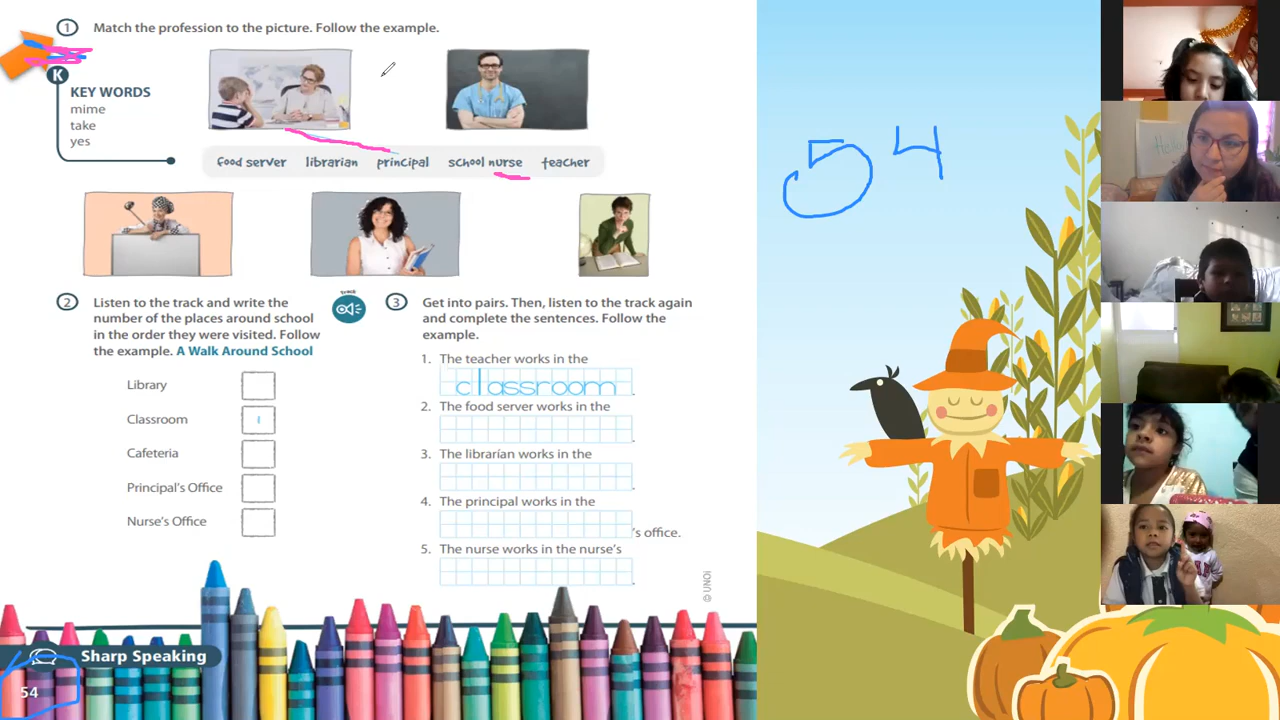 1 Match the profession to the picture. Follow the example.
K
KEY WORDS
mime
take
yes
food server librarian principal school nurse teacher
2 Listen to the track and write the
number of the places around school
in the order they were visited. Follow
the example. A Walk Around School
track
Library
Classroom 1
Cafeteria
Principal's Office
Nurse's Office
3 Get into pairs. Then, listen to the track again
and complete the sentences. Follow the
example.
1. The teacher works in the
classroom.
2. The food server works in the
.
3. The librarían works in the
.
4. The principal works in the
's office.
5. The nurse works in the nurse's
.
© UNOi
Sharp Speaking
54
54
Hello